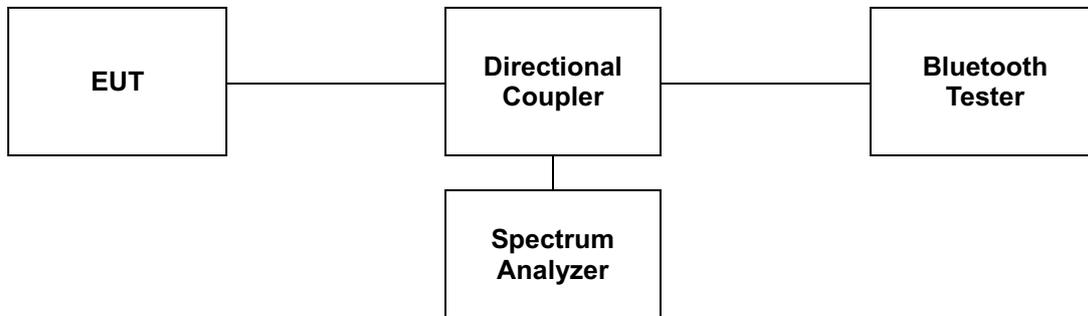 EUT
Directional
Coupler
Bluetooth
Tester
Spectrum
Analyzer